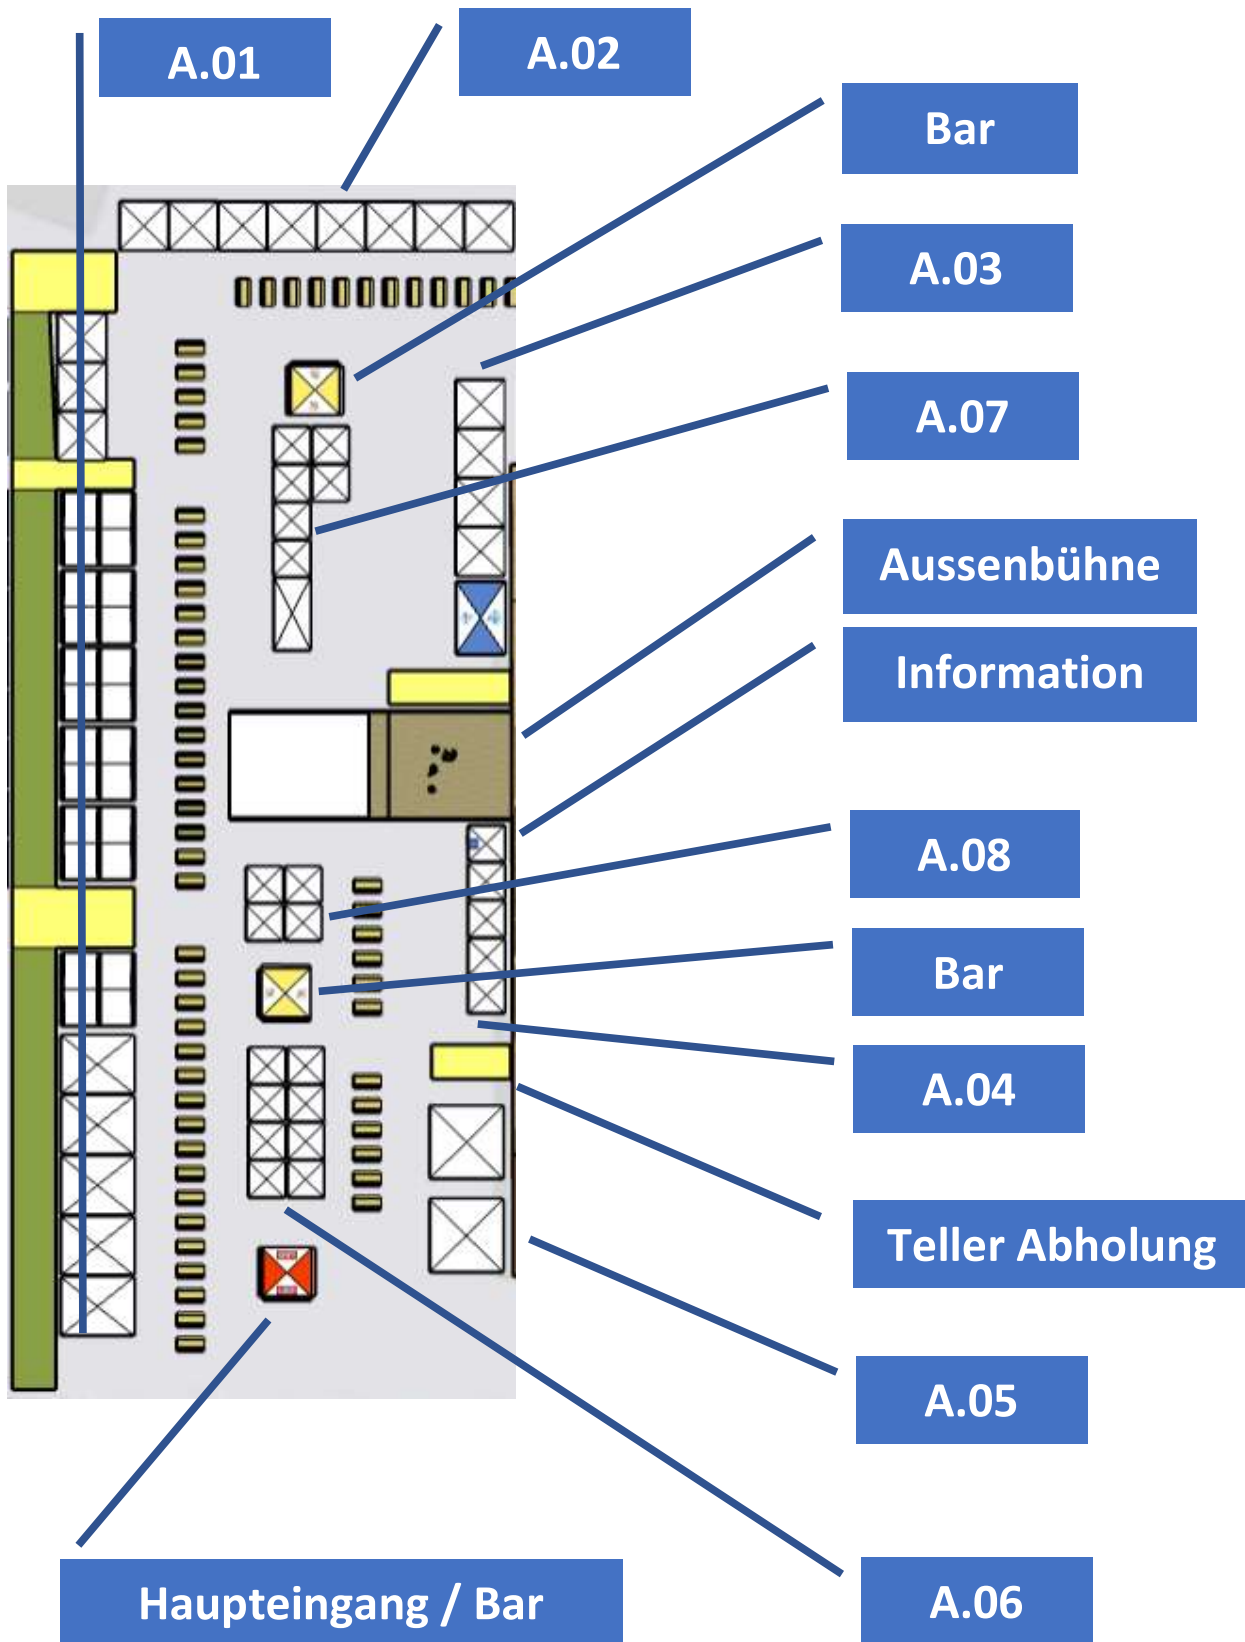 A.01
A.02
Bar
A.03
A.07
Aussenbühne
Information
A.08
Bar
A.04
Teller Abholung
A.05
Haupteingang / Bar
A.06